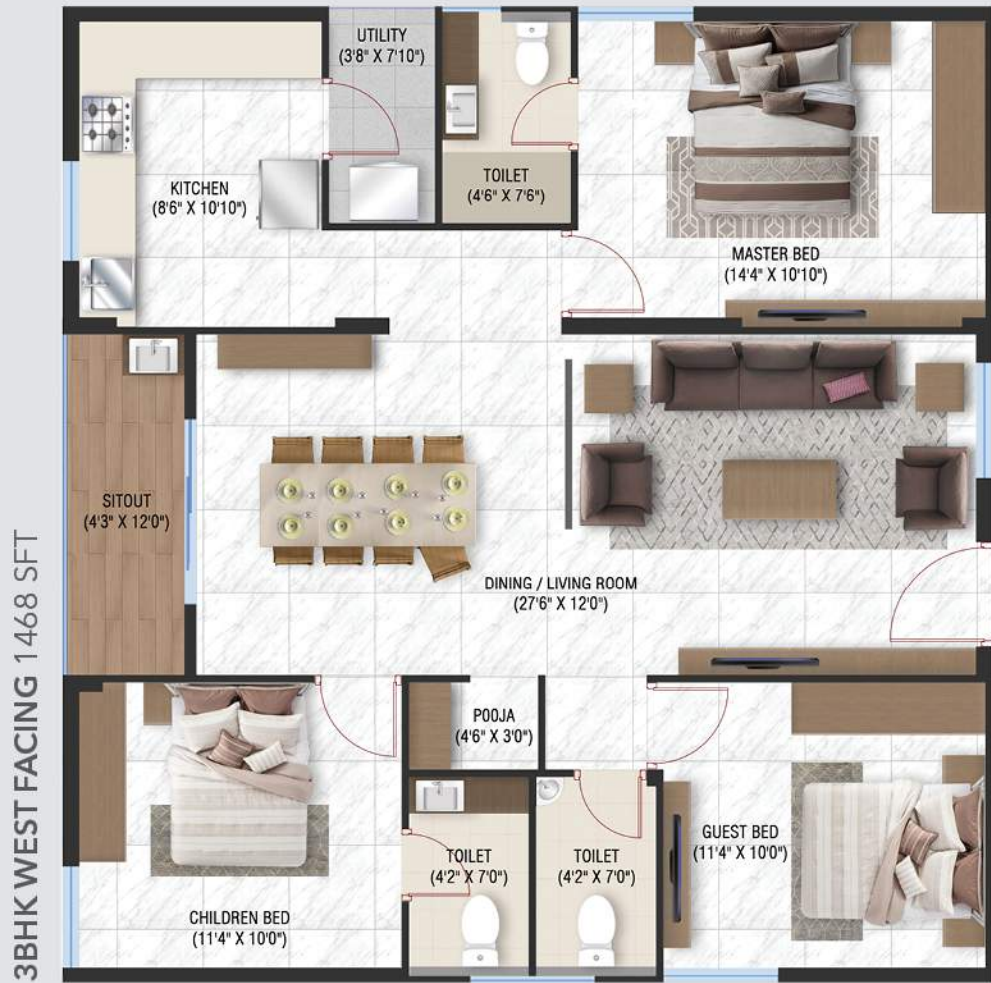 UTILITY
(3'8" X 7'10")
TOILET
(4'6" X 7'6")
KITCHEN
(8'6" X 10'10")
MASTER BED
(14'4" X 10'10")
SITOUT
(4'3" X 12'0")
DINING / LIVING ROOM
(27'6" X 12'0")
POOJA
(4'6" X 3'0")
TOILET
(4'2" X 7'0")
TOILET
(4'2" X 7'0")
GUEST BED
(11'4" X 10'0")
CHILDREN BED
(11'4" X 10'0")
3BHK WEST FACING 1468 SFT